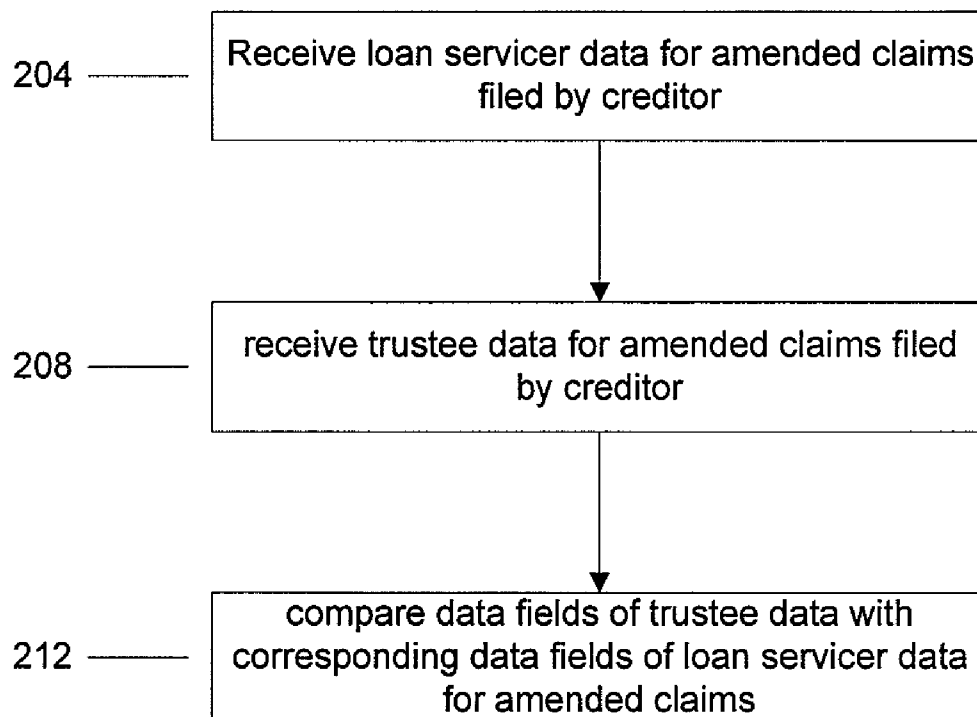 204
Receive loan servicer data for amended claims
filed by creditor
208
receive trustee data for amended claims filed
by creditor
212
compare data fields of trustee data with
corresponding data fields of loan servicer data
for amended claims